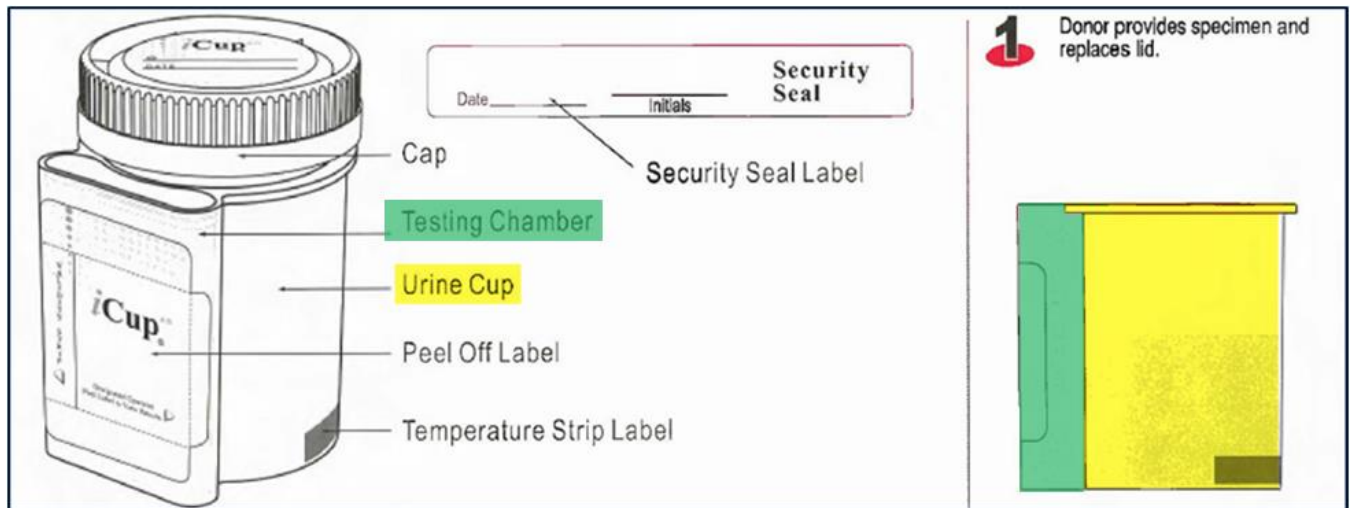 iCup
DATE
Date
Initials
Security
Seal
Cap
Security Seal Label
Testing Chamber
Urine Cup
iCup
Peel Off Label
Temperature Strip Label
1
Donor provides specimen and
replaces lid.